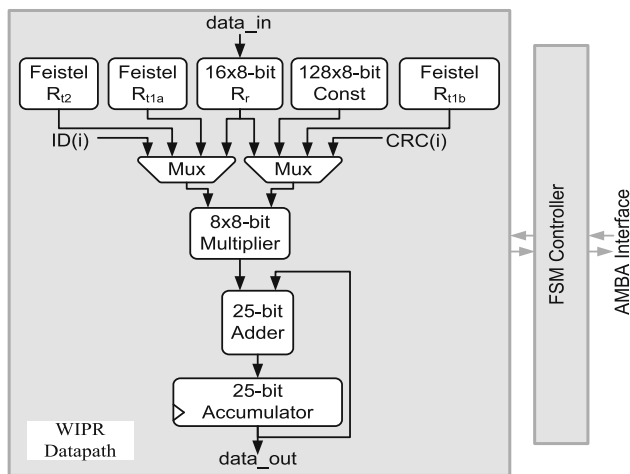 data_in
Feistel
Rt2
Feistel
Rt1a
16x8-bit
Rr
128x8-bit
Const
Feistel
Rt1b
ID(i)
CRC(i)
Mux
Mux
8x8-bit
Multiplier
25-bit
Adder
25-bit
Accumulator
WIPR
Datapath
data_out
FSM Controller
AMBA Interface